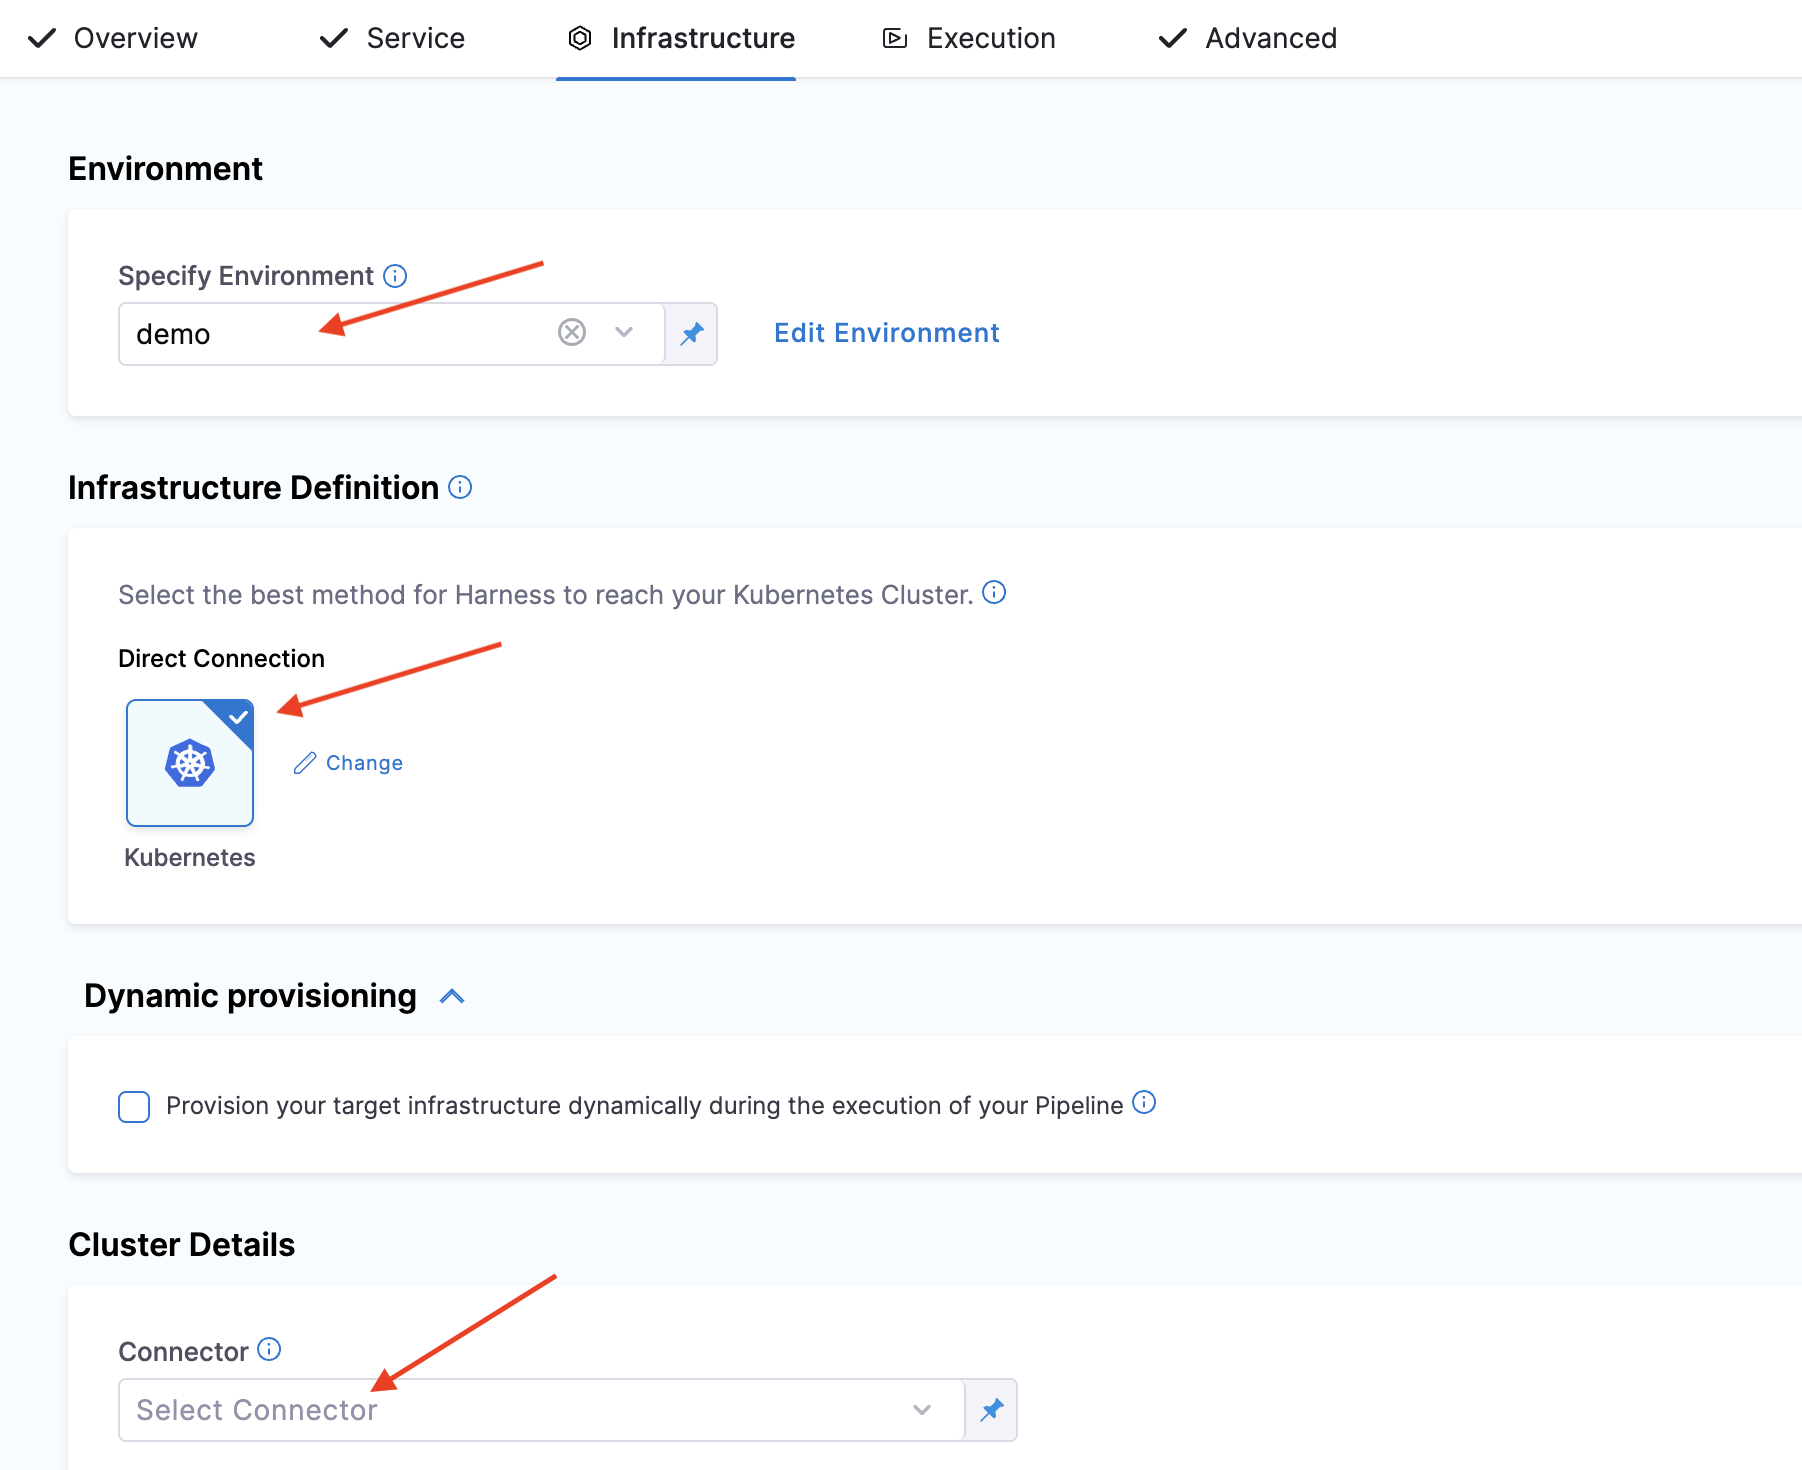 Overview Service Infrastructure Execution Advanced
Environment
Specify Environment
demo
Edit Environment
Infrastructure Definition
Select the best method for Harness to reach your Kubernetes Cluster.
Direct Connection
Change
Kubernetes
Dynamic provisioning
Provision your target infrastructure dynamically during the execution of your Pipeline
Cluster Details
Connector
Select Connector